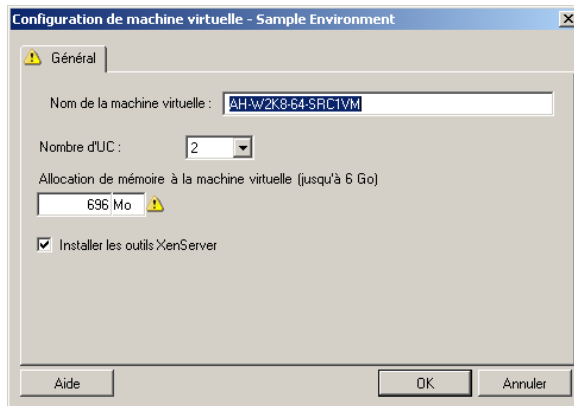 Configuration de machine virtuelle - Sample Environment
Général
Nom de la machine virtuelle : AH-W2K8-64-SRC1VM
Nombre d'UC : 2
Allocation de mémoire à la machine virtuelle (jusqu'à 6 Go)
696 Mo
Installer les outils XenServer
Aide OK Annuler